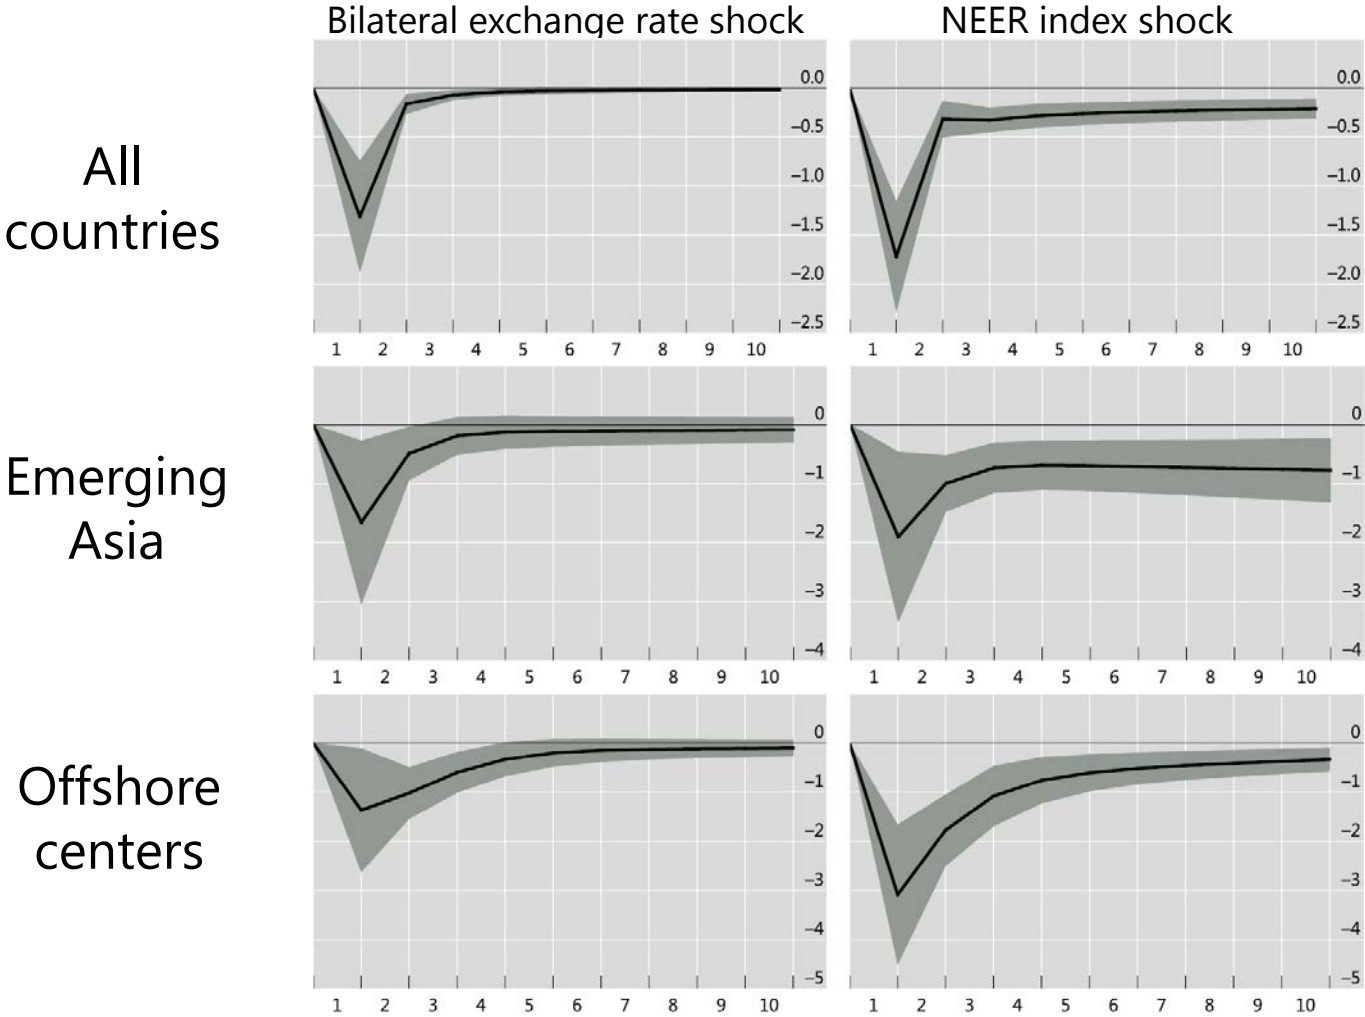 Bilateral exchange rate shock
NEER index shock
All
countries
0.0
−0.5
−1.0
−1.5
−2.0
−2.5
1 2 3 4 5 6 7 8 9 10
0.0
−0.5
−1.0
−1.5
−2.0
−2.5
1 2 3 4 5 6 7 8 9 10
Emerging
Asia
0
−1
−2
−3
−4
1 2 3 4 5 6 7 8 9 10
0
−1
−2
−3
−4
1 2 3 4 5 6 7 8 9 10
Offshore
centers
0
−1
−2
−3
−4
−5
1 2 3 4 5 6 7 8 9 10
0
−1
−2
−3
−4
−5
1 2 3 4 5 6 7 8 9 10